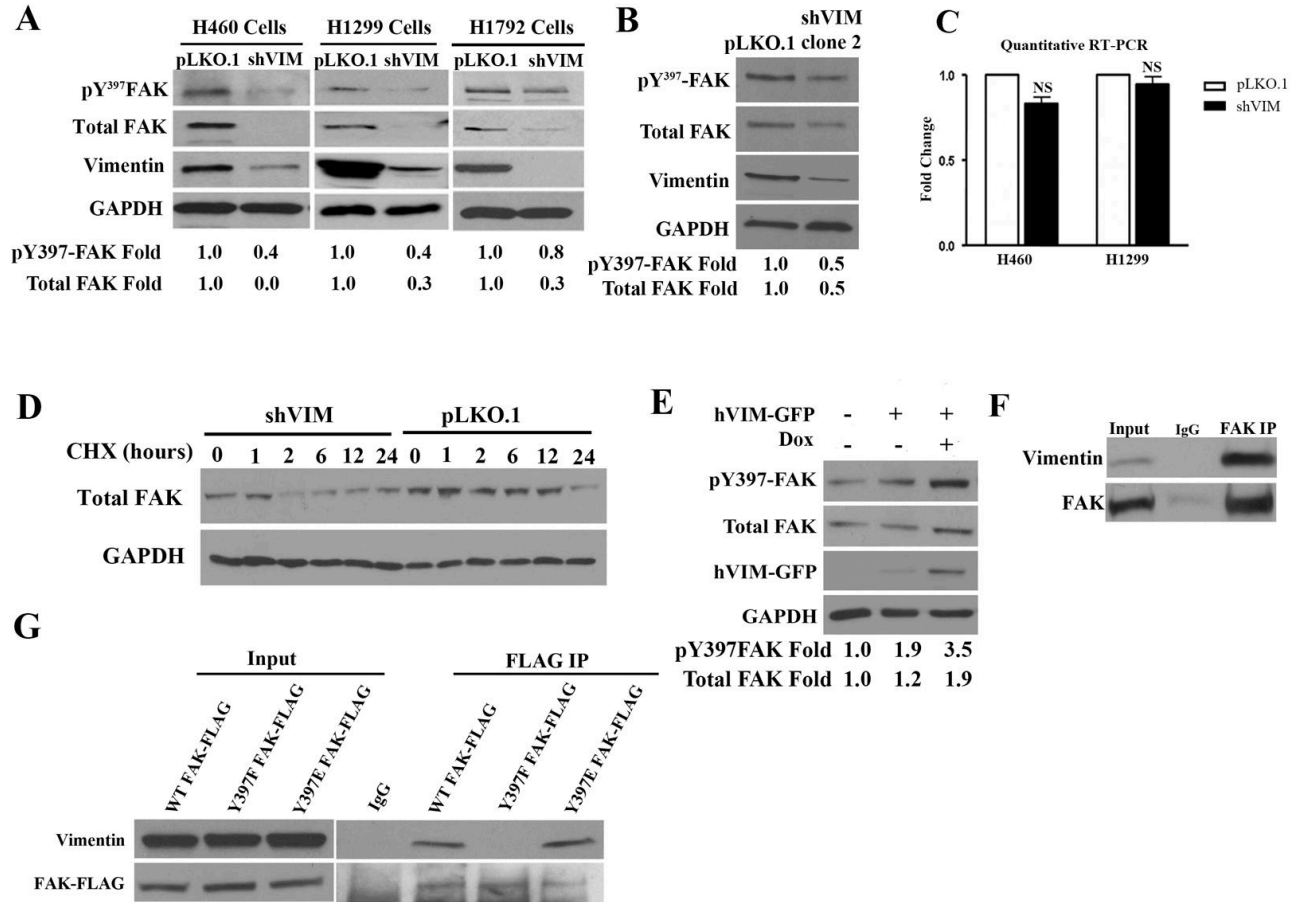 A
H460 Cells H1299 Cells H1792 Cells
pLKO.1 shVIM pLKO.1 shVIM pLKO.1 shVIM
pY³⁹⁷FAK
Total FAK
Vimentin
GAPDH
pY397-FAK Fold 1.0 0.4 1.0 0.4 1.0 0.8
Total FAK Fold 1.0 0.0 1.0 0.3 1.0 0.3
B
shVIM
pLKO.1 clone 2
pY³⁹⁷-FAK
Total FAK
Vimentin
GAPDH
pY397-FAK Fold 1.0 0.5
Total FAK Fold 1.0 0.5
C
Quantitative RT-PCR
Fold Change
1.0
0.5
0.0
NS
NS
H460 H1299
pLKO.1
shVIM
D
shVIM pLKO.1
CHX (hours) 0 1 2 6 12 24 0 1 2 6 12 24
Total FAK
GAPDH
E
hVIM-GFP - + +
Dox - - +
pY397-FAK
Total FAK
hVIM-GFP
GAPDH
pY397FAK Fold 1.0 1.9 3.5
Total FAK Fold 1.0 1.2 1.9
F
Input IgG FAK IP
Vimentin
FAK
G
Input FLAG IP
WT FAK-FLAG
Y397F FAK-FLAG
Y397E FAK-FLAG
IgG
WT FAK-FLAG
Y397F FAK-FLAG
Y397E FAK-FLAG
Vimentin
FAK-FLAG